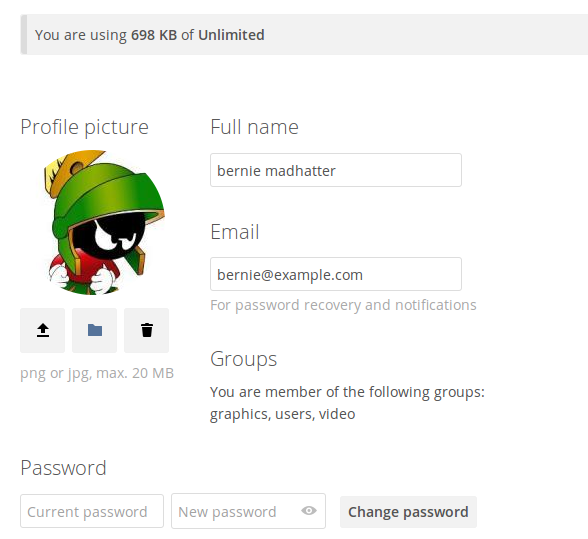 You are using 698 KB of Unlimited
Profile picture
Full name
bernie madhatter
Email
bernie@example.com
For password recovery and notifications
png or jpg, max. 20 MB
Groups
You are member of the following groups:
graphics, users, video
Password
Current password
New password
Change password